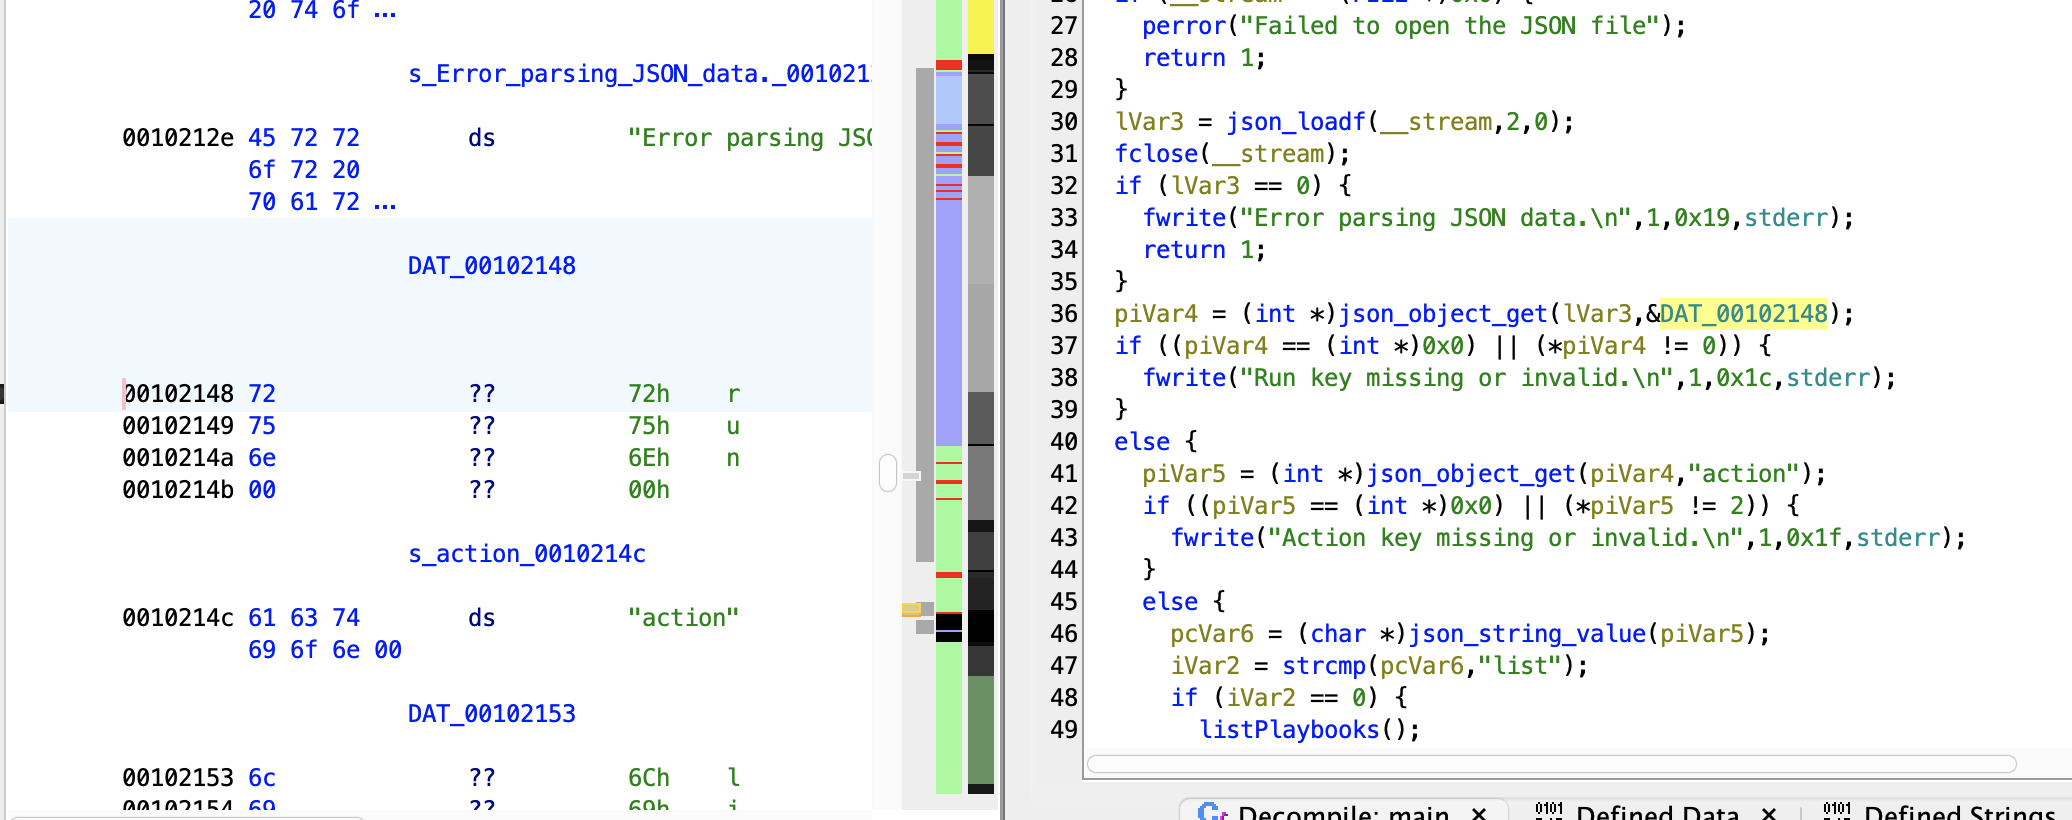 20 74 6f ...
s_Error_parsing_JSON_data._001021
0010212e 45 72 72 ds "Error parsing JSO
6f 72 20
70 61 72 ...
DAT_00102148
00102148 72 ?? 72h r
00102149 75 ?? 75h u
0010214a 6e ?? 6Eh n
0010214b 00 ?? 00h
s_action_0010214c
0010214c 61 63 74 ds "action"
69 6f 6e 00
DAT_00102153
00102153 6c ?? 6Ch l
00102154 69 ?? 69h i
27 perror("Failed to open the JSON file");
28 return 1;
29 }
30 lVar3 = json_loadf(__stream,2,0);
31 fclose(__stream);
32 if (lVar3 == 0) {
33 fwrite("Error parsing JSON data.\n",1,0x19,stderr);
34 return 1;
35 }
36 piVar4 = (int *)json_object_get(lVar3,&DAT_00102148);
37 if ((piVar4 == (int *)0x0) || (*piVar4 != 0)) {
38 fwrite("Run key missing or invalid.\n",1,0x1c,stderr);
39 }
40 else {
41 piVar5 = (int *)json_object_get(piVar4,"action");
42 if ((piVar5 == (int *)0x0) || (*piVar5 != 2)) {
43 fwrite("Action key missing or invalid.\n",1,0x1f,stderr);
44 }
45 else {
46 pcVar6 = (char *)json_string_value(piVar5);
47 iVar2 = strcmp(pcVar6,"list");
48 if (iVar2 == 0) {
49 listPlaybooks();
Decompile: main × Defined Data × Defined Strings